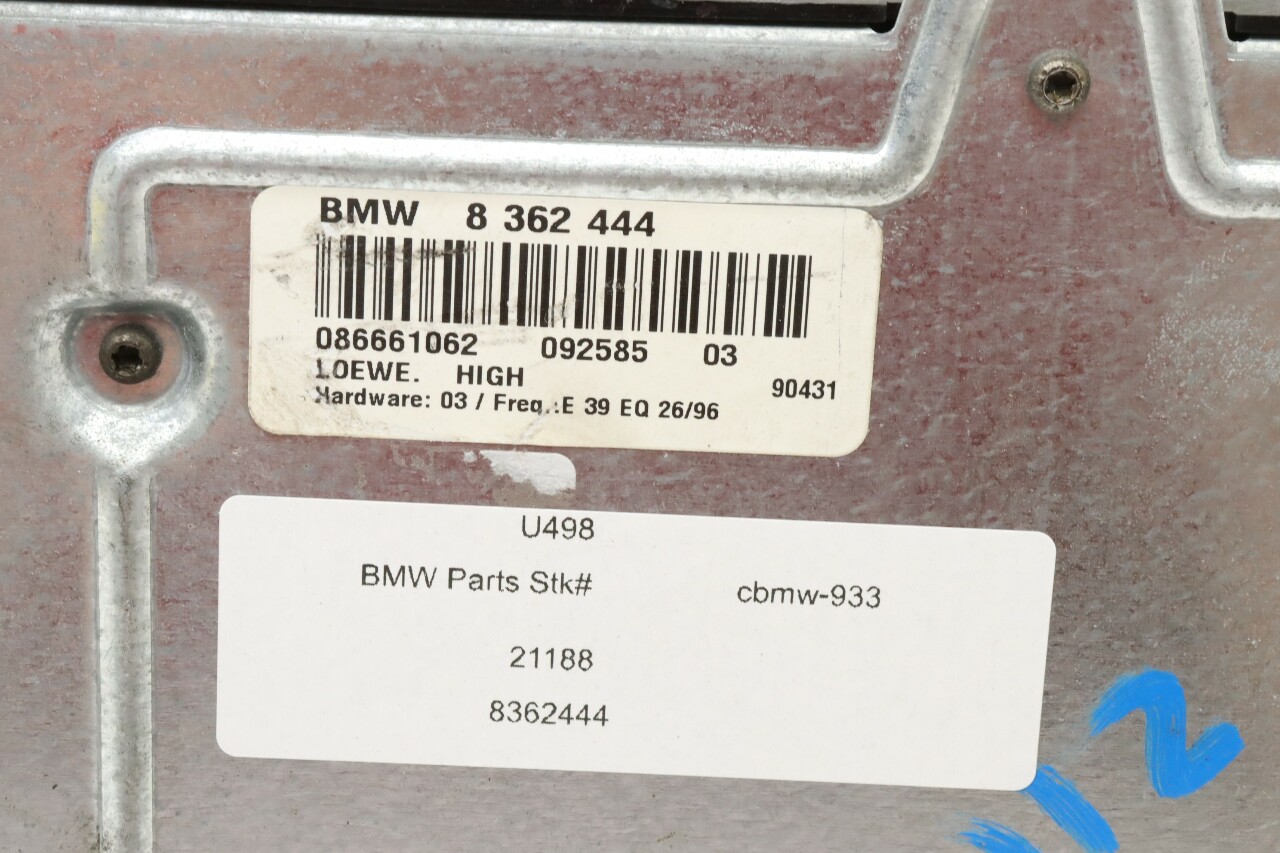 BMW 8 362 444
086661062 092585 03
LOEWE. HIGH 90431
Hardware: 03 / Freq.:E 39 EQ 26/96
U498
BMW Parts Stk# cbmw-933
21188
8362444